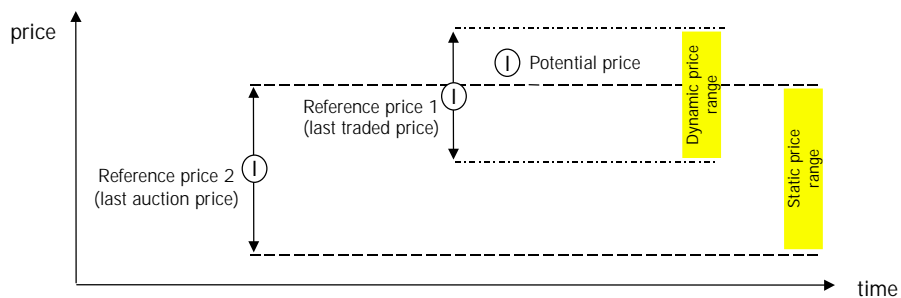 price
Potential price
Reference price 1
(last traded price)
Dynamic price
range
Reference price 2
(last auction price)
Static price
range
time